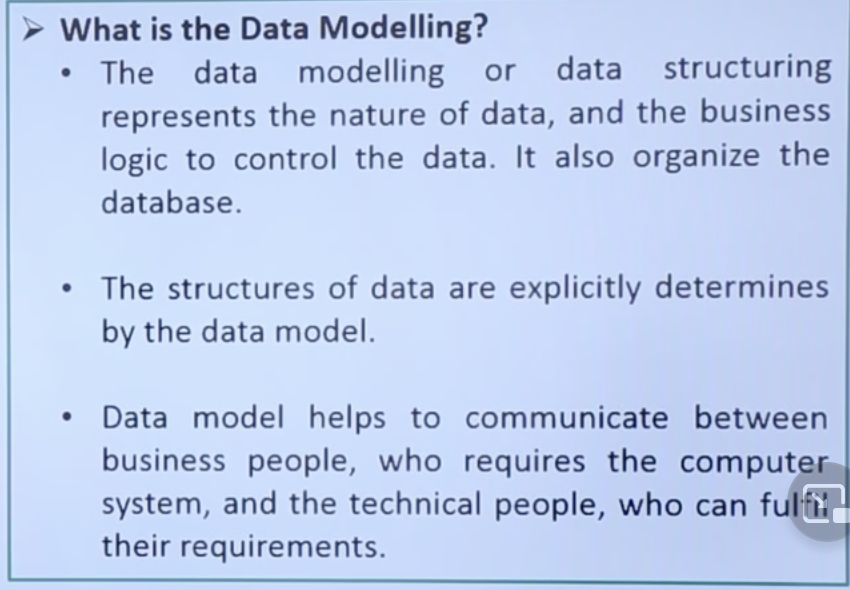 ➢ What is the Data Modelling?
• The data modelling or data structuring
represents the nature of data, and the business
logic to control the data. It also organize the
database.
• The structures of data are explicitly determines
by the data model.
• Data model helps to communicate between
business people, who requires the computer
system, and the technical people, who can fulfil
their requirements.